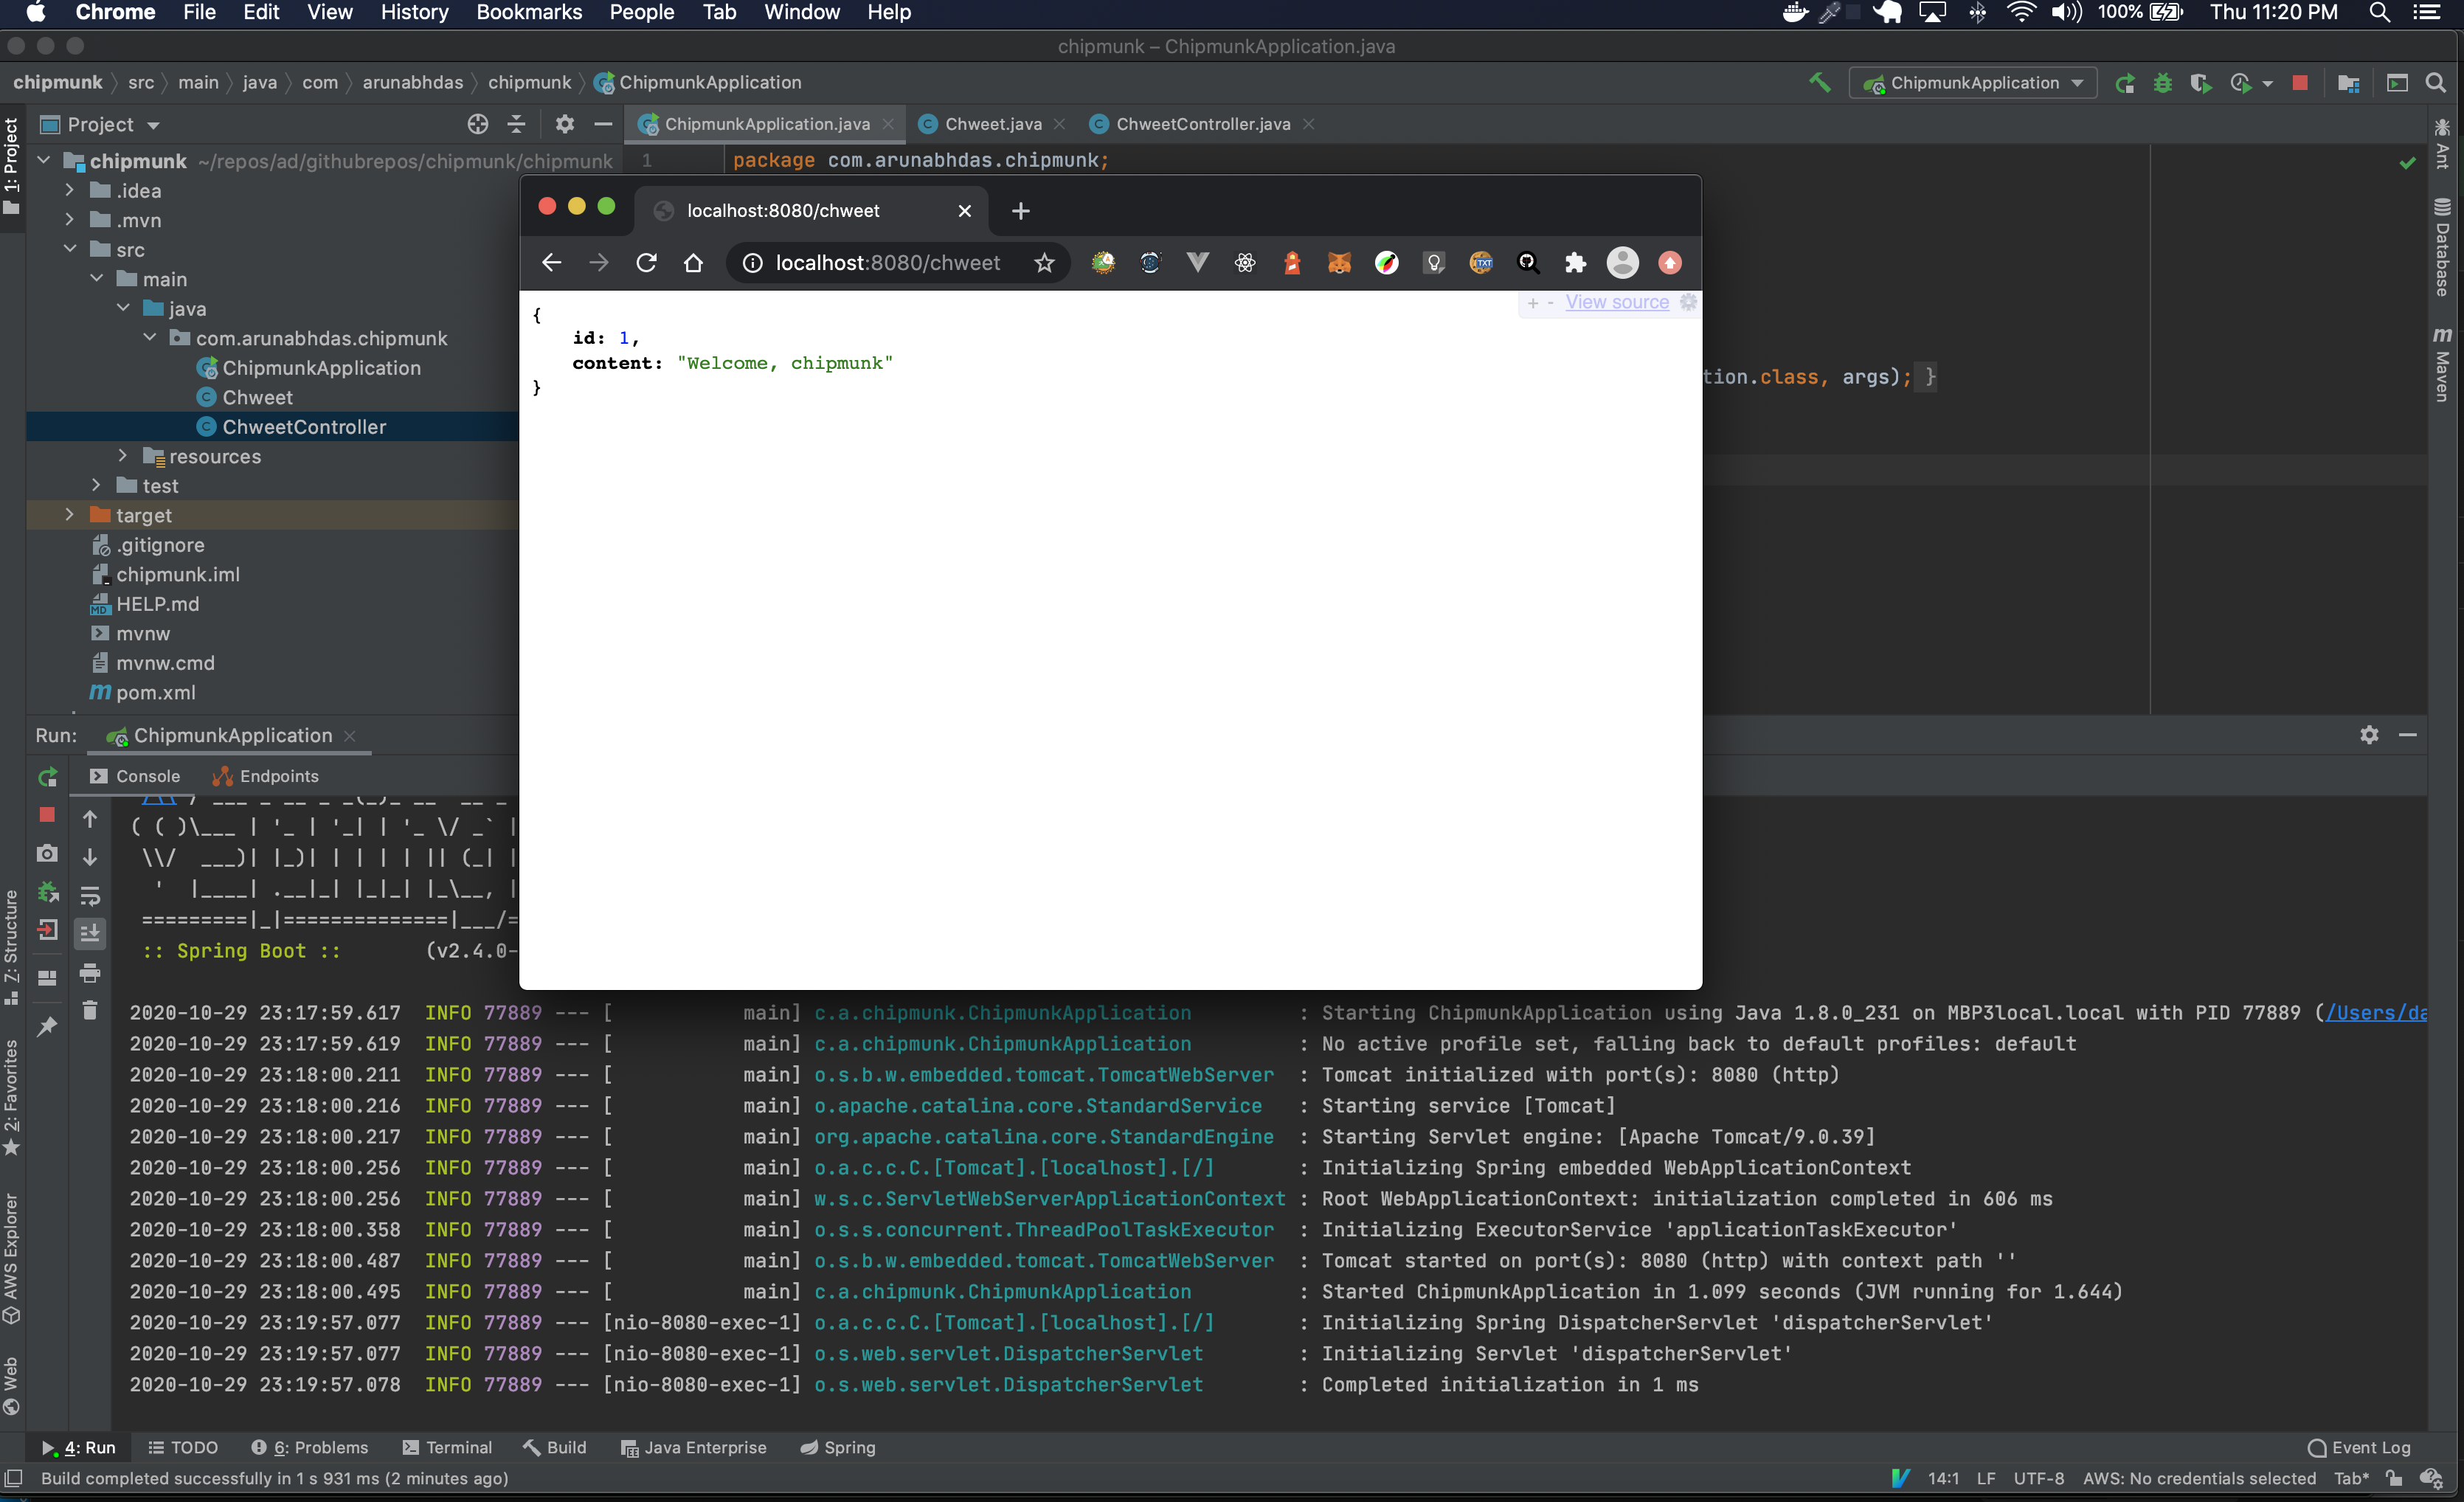 Chrome File Edit View History Bookmarks People Tab Window Help 100% Thu 11:20 PM
chipmunk – ChipmunkApplication.java
chipmunk src main java com arunabhdas chipmunk ChipmunkApplication ChipmunkApplication
1: Project
Project
ChipmunkApplication.java Chweet.java ChweetController.java
chipmunk ~/repos/ad/githubrepos/chipmunk/chipmunk
1 package com.arunabhdas.chipmunk;
.idea
.mvn
src
main
java
com.arunabhdas.chipmunk
ChipmunkApplication
Chweet
ChweetController
resources
test
target
.gitignore
chipmunk.iml
HELP.md
mvnw
mvnw.cmd
pom.xml
localhost:8080/chweet
localhost:8080/chweet
+ - View source
{
id: 1,
content: "Welcome, chipmunk"
}
tion.class, args); }
Ant
Database
Maven
Run: ChipmunkApplication
Console Endpoints
:: Spring Boot :: (v2.4.0-
2020-10-29 23:17:59.617 INFO 77889 --- [ main] c.a.chipmunk.ChipmunkApplication : Starting ChipmunkApplication using Java 1.8.0_231 on MBP3local.local with PID 77889 (/Users/da
2020-10-29 23:17:59.619 INFO 77889 --- [ main] c.a.chipmunk.ChipmunkApplication : No active profile set, falling back to default profiles: default
2020-10-29 23:18:00.211 INFO 77889 --- [ main] o.s.b.w.embedded.tomcat.TomcatWebServer : Tomcat initialized with port(s): 8080 (http)
2020-10-29 23:18:00.216 INFO 77889 --- [ main] o.apache.catalina.core.StandardService : Starting service [Tomcat]
2020-10-29 23:18:00.217 INFO 77889 --- [ main] org.apache.catalina.core.StandardEngine : Starting Servlet engine: [Apache Tomcat/9.0.39]
2020-10-29 23:18:00.256 INFO 77889 --- [ main] o.a.c.c.C.[Tomcat].[localhost].[/] : Initializing Spring embedded WebApplicationContext
2020-10-29 23:18:00.256 INFO 77889 --- [ main] w.s.c.ServletWebServerApplicationContext : Root WebApplicationContext: initialization completed in 606 ms
2020-10-29 23:18:00.358 INFO 77889 --- [ main] o.s.s.concurrent.ThreadPoolTaskExecutor : Initializing ExecutorService 'applicationTaskExecutor'
2020-10-29 23:18:00.487 INFO 77889 --- [ main] o.s.b.w.embedded.tomcat.TomcatWebServer : Tomcat started on port(s): 8080 (http) with context path ''
2020-10-29 23:18:00.495 INFO 77889 --- [ main] c.a.chipmunk.ChipmunkApplication : Started ChipmunkApplication in 1.099 seconds (JVM running for 1.644)
2020-10-29 23:19:57.077 INFO 77889 --- [nio-8080-exec-1] o.a.c.c.C.[Tomcat].[localhost].[/] : Initializing Spring DispatcherServlet 'dispatcherServlet'
2020-10-29 23:19:57.077 INFO 77889 --- [nio-8080-exec-1] o.s.web.servlet.DispatcherServlet : Initializing Servlet 'dispatcherServlet'
2020-10-29 23:19:57.078 INFO 77889 --- [nio-8080-exec-1] o.s.web.servlet.DispatcherServlet : Completed initialization in 1 ms
Z: Structure
2: Favorites
AWS Explorer
Web
4: Run TODO 6: Problems Terminal Build Java Enterprise Spring Event Log
Build completed successfully in 1 s 931 ms (2 minutes ago) 14:1 LF UTF-8 AWS: No credentials selected Tab*